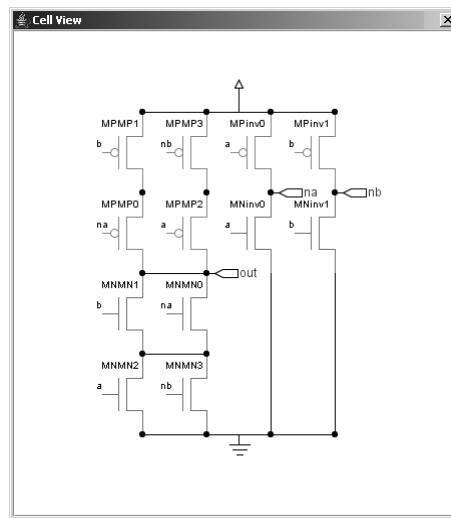 Cell View
MPMP1 MPMP3 MPinv0 MPinv1
b nb a b
na nb
MPMP0 MPMP2 MNinv0 MNinv1
na a a b
out
MNMN1 MNMN0
b na
MNMN2 MNMN3
a nb